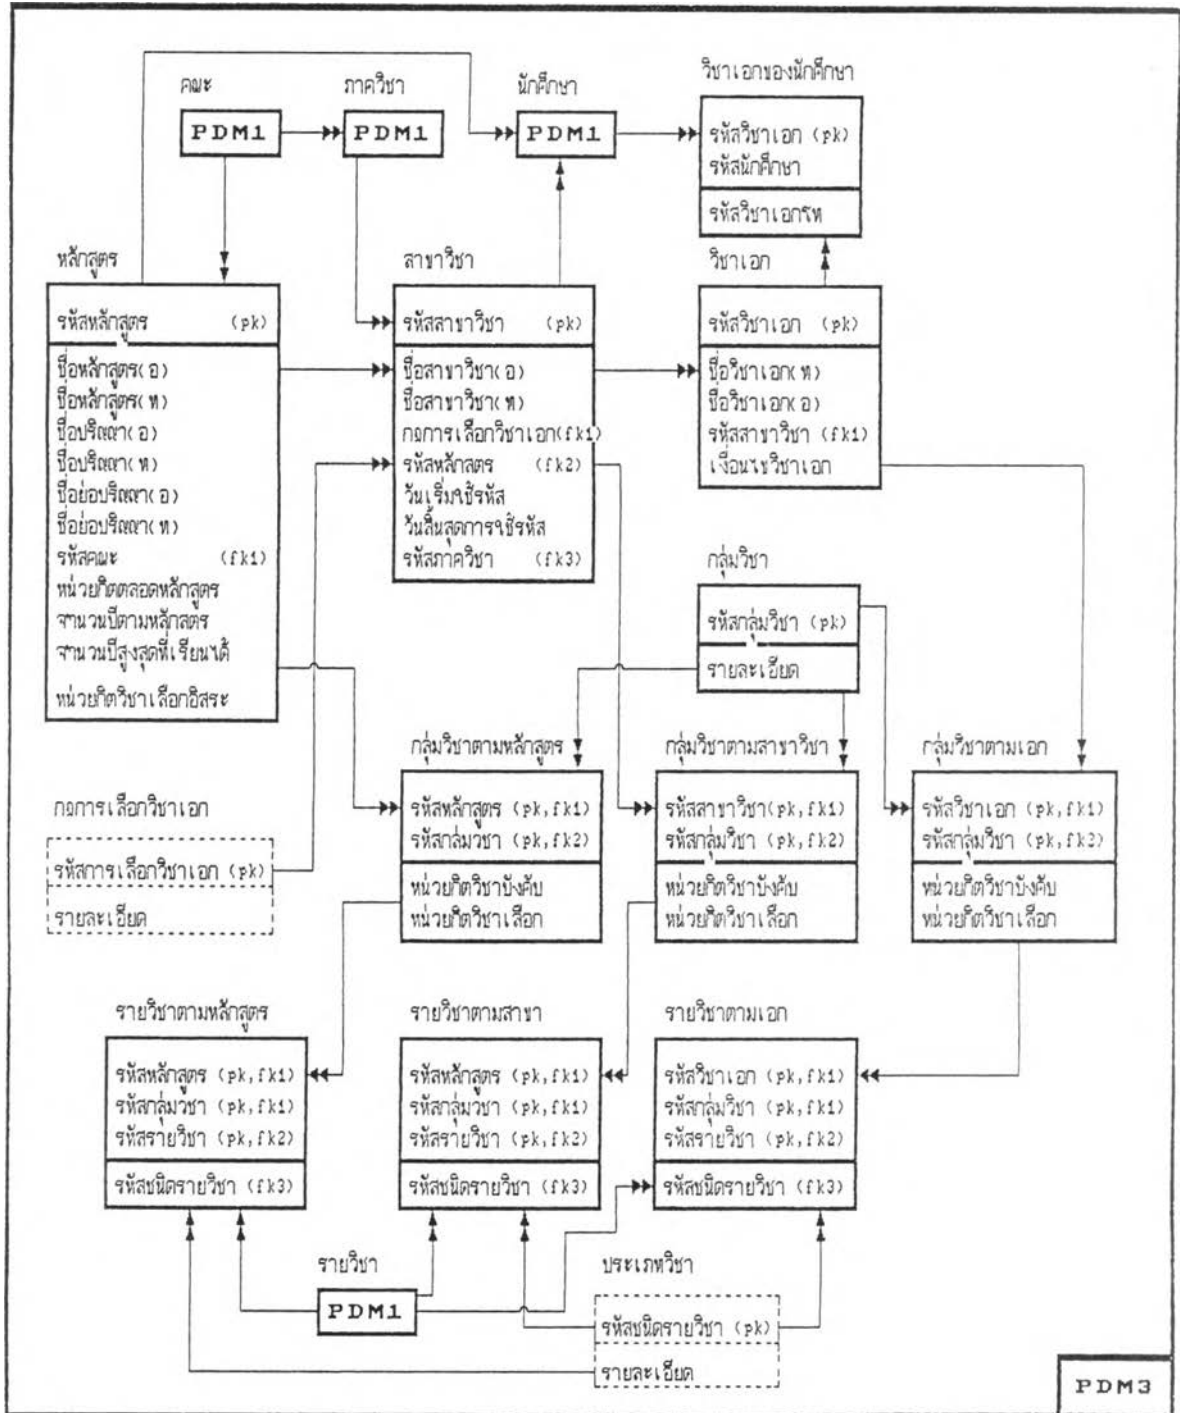 คณะ
PDM1
ภาควิชา
PDM1
นักศึกษา
PDM1
วิชาเอกของนักศึกษา
รหัสวิชาเอก (pk)
รหัสนักศึกษา
รหัสวิชาเอกโท
หลักสูตร
รหัสหลักสูตร (pk)
ชื่อหลักสูตร(อ)
ชื่อหลักสูตร(ท)
ชื่อปริญญา(อ)
ชื่อปริญญา(ท)
ชื่อย่อปริญญา(อ)
ชื่อย่อปริญญา(ท)
รหัสคณะ (fk1)
หน่วยกิตตลอดหลักสูตร
จำนวนปีตามหลักสตร
จำนวนปีสูงสุดที่เรียนได้
หน่วยกิตวิชาเลือกอิสระ
สาขาวิชา
รหัสสาขาวิชา (pk)
ชื่อสาขาวิชา(อ)
ชื่อสาขาวิชา(ท)
กฎการเลือกวิชาเอก(fk1)
รหัสหลักสูตร (fk2)
วันเริ่มใช้รหัส
วันสิ้นสุดการใช้รหัส
รหัสภาควิชา (fk3)
วิชาเอก
รหัสวิชาเอก (pk)
ชื่อวิชาเอก(ท)
ชื่อวิชาเอก(อ)
รหัสสาขาวิชา (fk1)
เงื่อนไขวิชาเอก
กลุ่มวิชา
รหัสกลุ่มวิชา (pk)
รายละเอียด
กฎการเลือกวิชาเอก
รหัสการเลือกวิชาเอก (pk)
รายละเอียด
กลุ่มวิชาตามหลักสูตร
รหัสหลักสูตร (pk,fk1)
รหัสกลุ่มวิชา (pk,fk2)
หน่วยกิตวิชาบังคับ
หน่วยกิตวิชาเลือก
กลุ่มวิชาตามสาขาวิชา
รหัสสาขาวิชา(pk,fk1)
รหัสกลุ่มวิชา (pk,fk2)
หน่วยกิตวิชาบังคับ
หน่วยกิตวิชาเลือก
กลุ่มวิชาตามเอก
รหัสวิชาเอก (pk,fk1)
รหัสกลุ่มวิชา (pk,fk3)
หน่วยกิตวิชาบังคับ
หน่วยกิตวิชาเลือก
รายวิชาตามหลักสูตร
รหัสหลักสูตร (pk,fk1)
รหัสกลุ่มวิชา (pk,fk1)
รหัสรายวิชา (pk,fk2)
รหัสชนิดรายวิชา (fk3)
รายวิชาตามสาขา
รหัสหลักสูตร (pk,fk1)
รหัสกลุ่มวิชา (pk,fk1)
รหัสรายวิชา (pk,fk2)
รหัสชนิดรายวิชา (fk3)
รายวิชาตามเอก
รหัสวิชาเอก (pk,fk1)
รหัสกลุ่มวิชา (pk,fk1)
รหัสรายวิชา (pk,fk2)
รหัสชนิดรายวิชา (fk3)
รายวิชา
PDM1
ประเภทวิชา
รหัสชนิดรายวิชา (pk)
รายละเอียด
PDM3